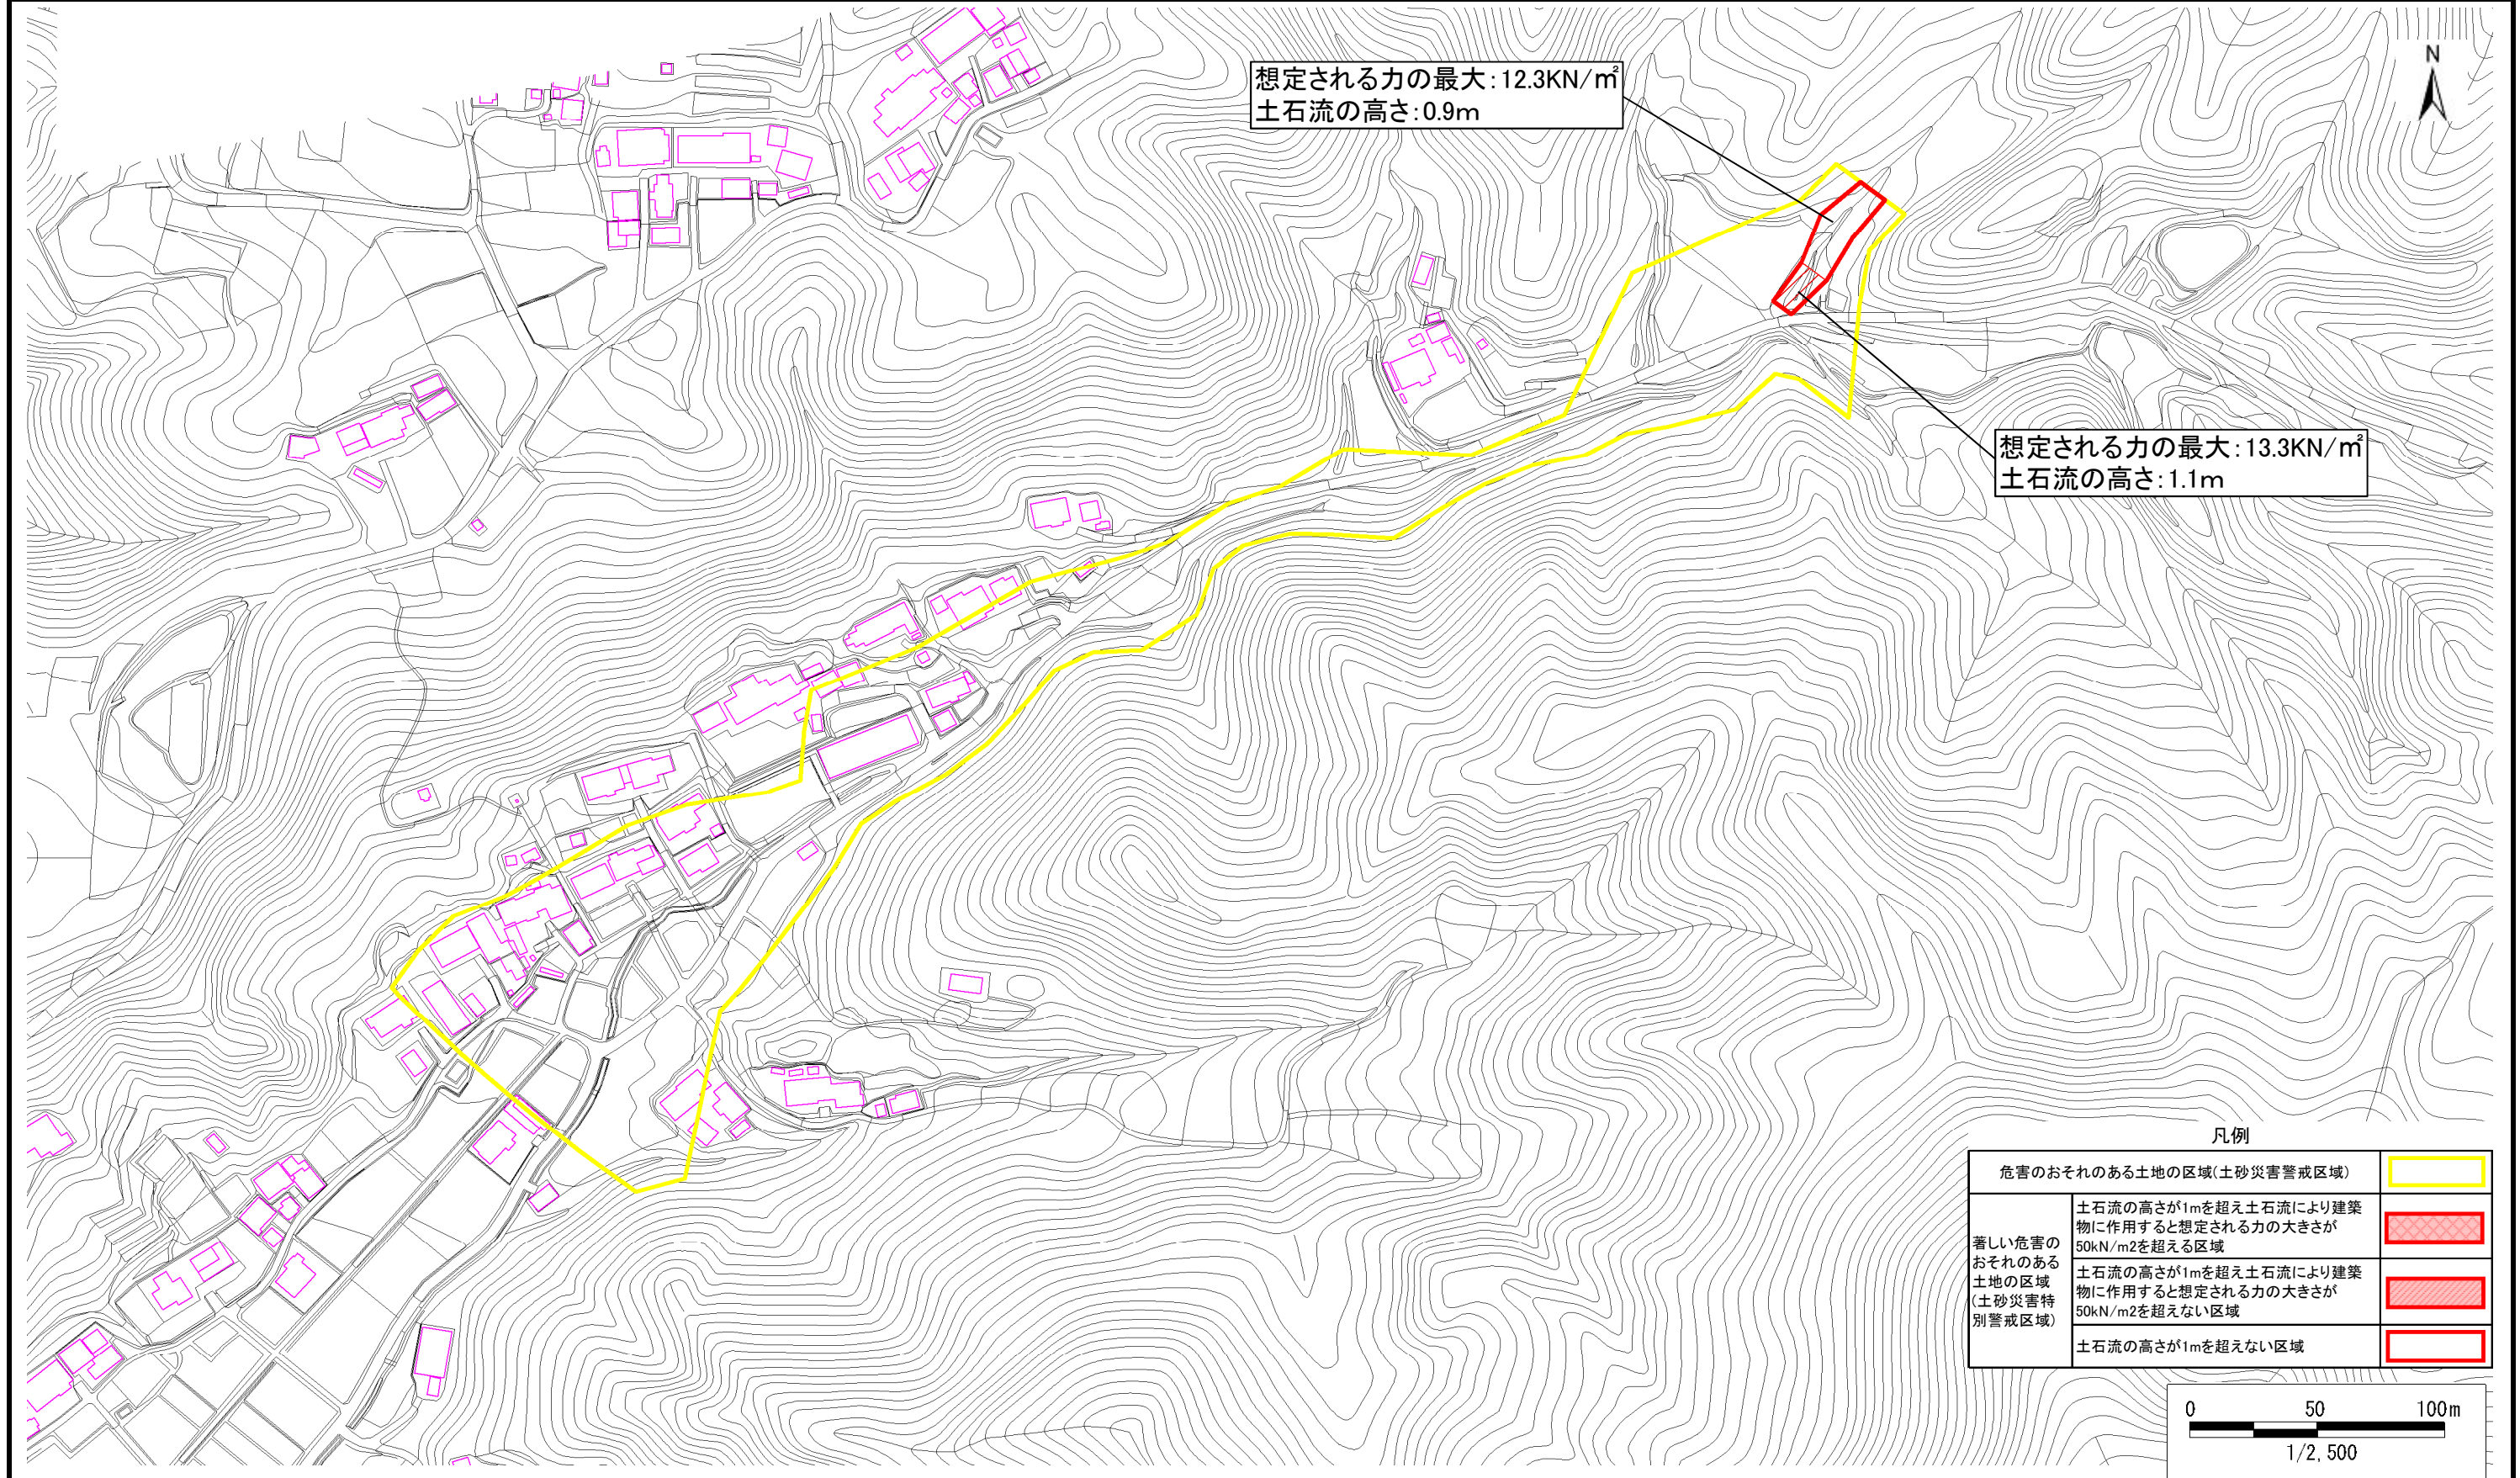 想定される力の最大:12.3KN/㎡
土石流の高さ:0.9m
N
想定される力の最大:13.3KN/㎡
土石流の高さ:1.1m
凡例
危害のおそれのある土地の区域(土砂災害警戒区域)
著しい危害の
おそれのある
土地の区域
(土砂災害特
別警戒区域)
土石流の高さが1mを超え土石流により建築
物に作用すると想定される力の大きさが
50kN/m2を超える区域
土石流の高さが1mを超え土石流により建築
物に作用すると想定される力の大きさが
50kN/m2を超えない区域
土石流の高さが1mを超えない区域
0 50 100m
1/2,500